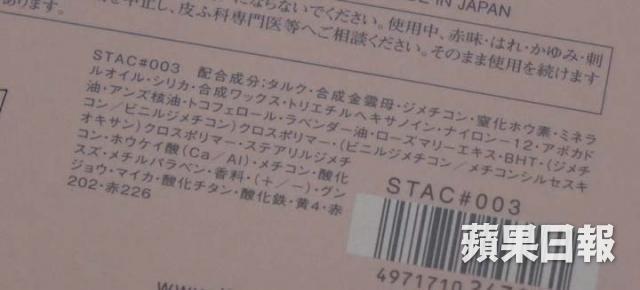 にならないでください。使用中、赤味・はれ・かゆみ・刺
を中止し、皮ふ科専門医等へご相談ください。そのまま使用を続けます
あります。
IN JAPAN
STAC#003 配合成分;タルク・合成金雲母・ジメチコン・窒化ホウ素・ミネラ
ルオイル・シリカ・合成ワックス・トリエチルヘキサノイン・ナイロン-12・アボカド
油・アンズ核油・トコフェロール・ラベンダー油・ローズマリーエキス・BHT・(ジメチ
コン/ビニルジメチコン)クロスポリマー・(ビニルジメチコン/メチコンシルセスキ
オキサン)クロスポリマー・ステアリルジメチ
コン・ホウケイ酸(Ca/Al)・メチコン・酸化
スズ・メチルパラベン・香料・(+/-)・グン
ジョウ・マイカ・酸化チタン・酸化鉄・黄4・赤
202・赤226
STAC#003
4971710
蘋果日報